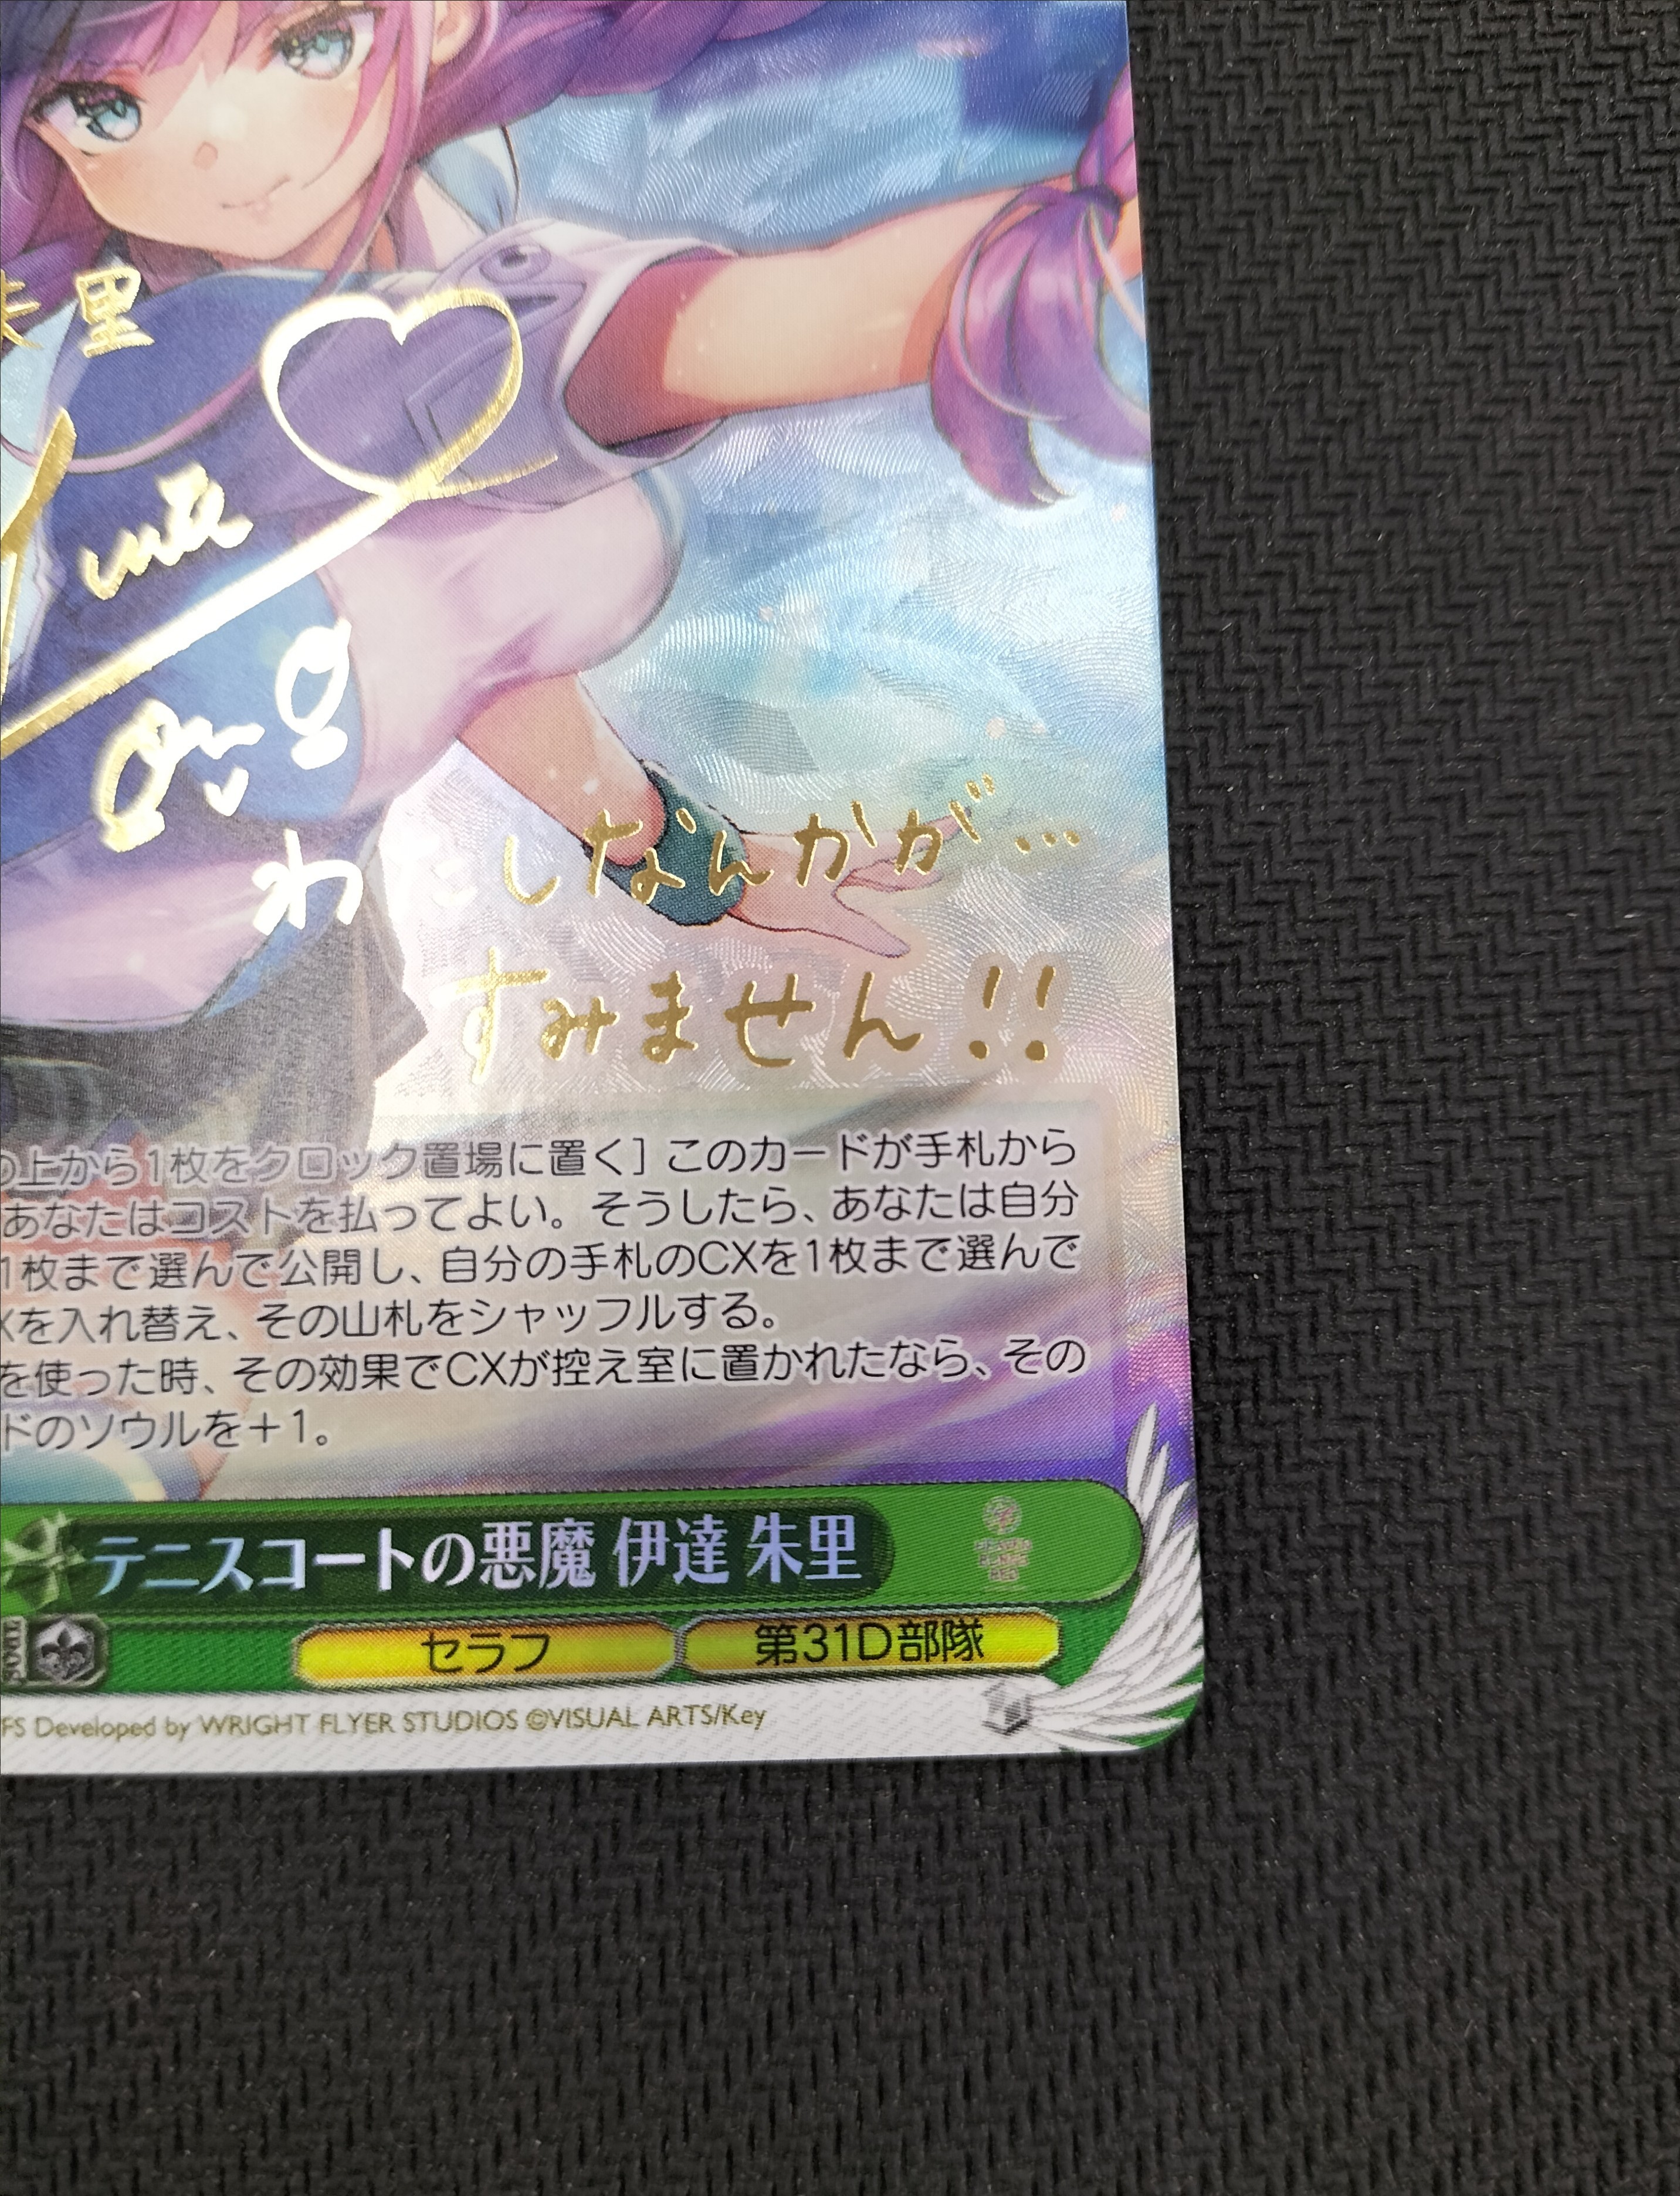 朱里
わたしなんかが…
すみません!!
の上から1枚をクロック置場に置く] このカードが手札から
あなたはコストを払ってよい。そうしたら、あなたは自分
1枚まで選んで公開し、自分の手札のCXを1枚まで選んで
Xを入れ替え、その山札をシャッフルする。
を使った時、その効果でCXが控え室に置かれたなら、その
ドのソウルを+1。
テニスコートの悪魔 伊達 朱里
HEAVEN BURNS RED
SOUL
セラフ
第31D部隊
FS Developed by WRIGHT FLYER STUDIOS ©VISUAL ARTS/Key